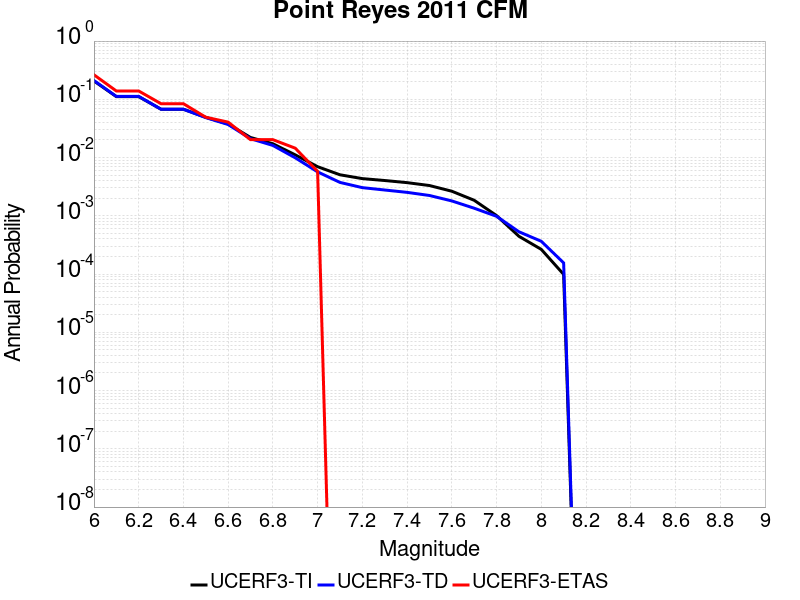 Point Reyes 2011 CFM
10^0
10^-1
10^-2
10^-3
10^-4
10^-5
10^-6
10^-7
10^-8
Annual Probability
6 6.2 6.4 6.6 6.8 7 7.2 7.4 7.6 7.8 8 8.2 8.4 8.6 8.8 9
Magnitude
UCERF3-TI UCERF3-TD UCERF3-ETAS